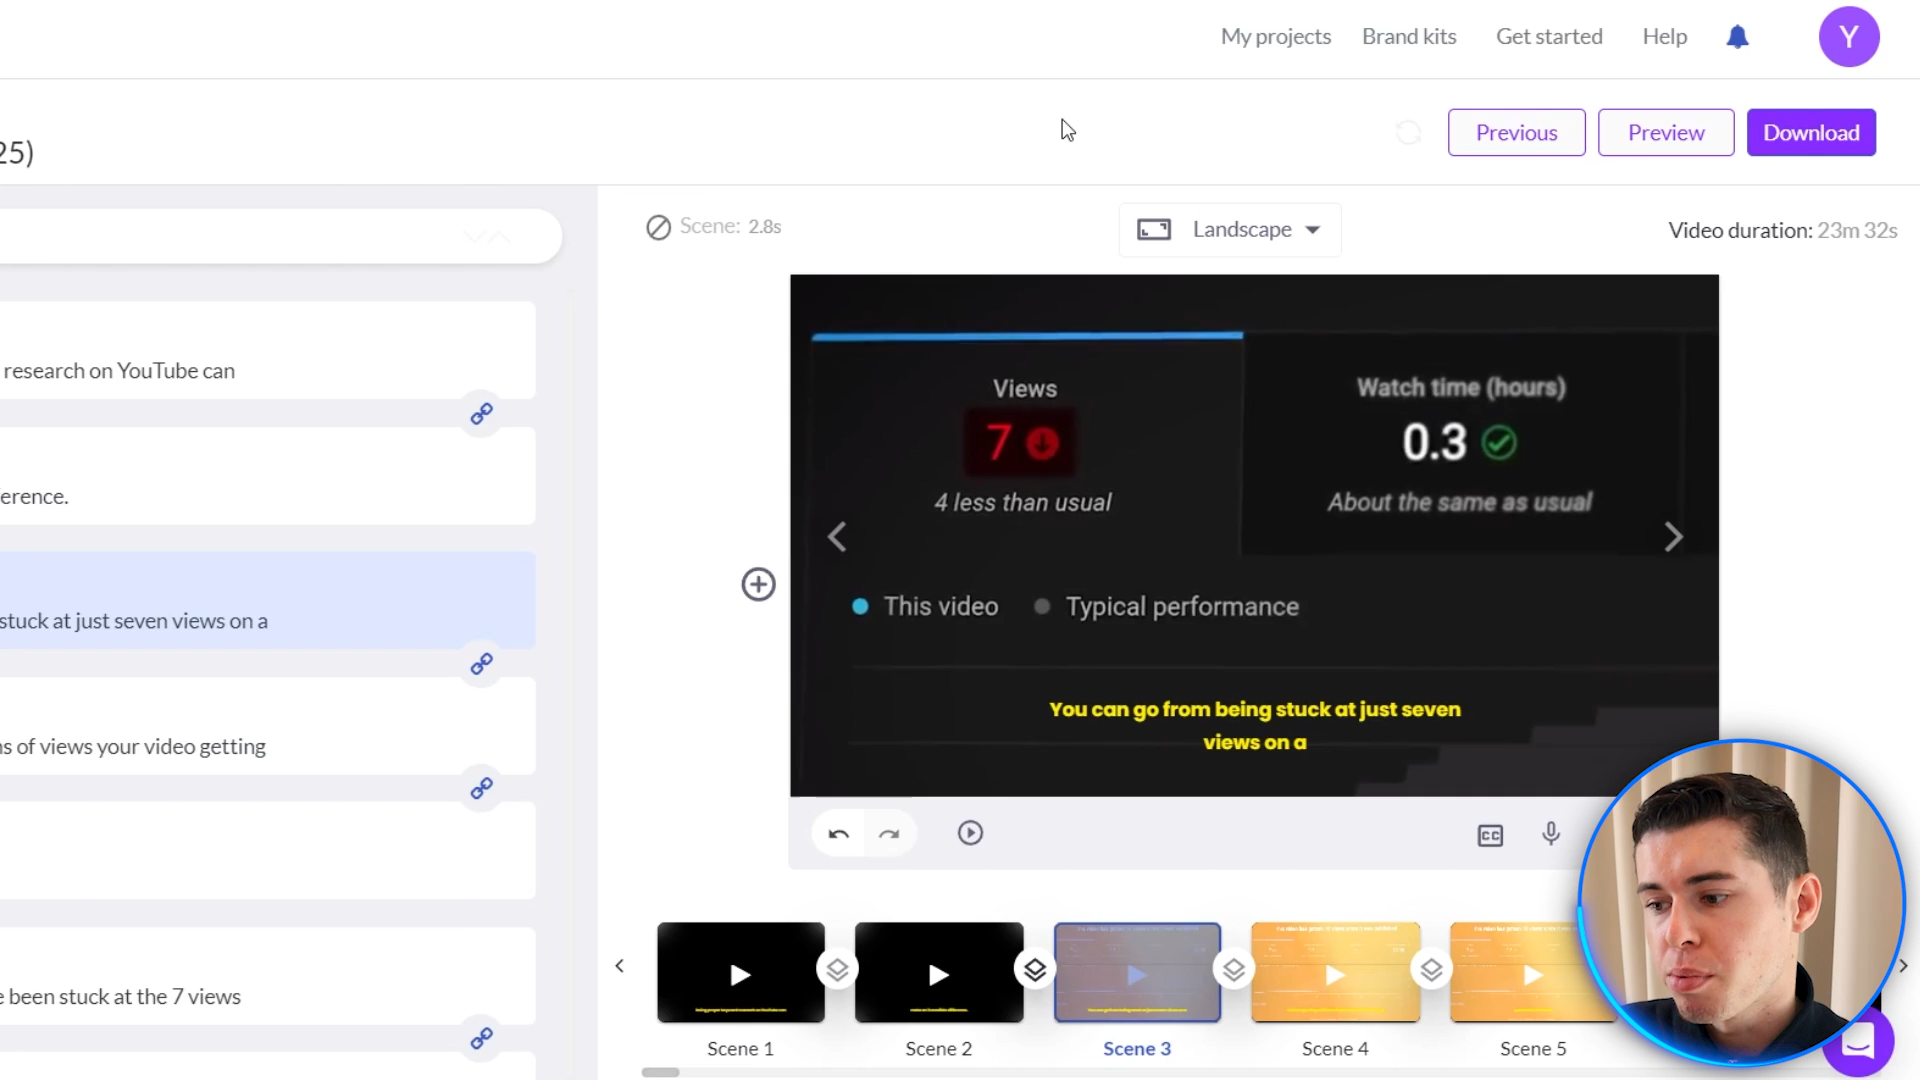 My projects Brand kits Get started Help Y
25)
Previous Preview Download
Scene: 2.8s
Landscape
Video duration: 23m 32s
research on YouTube can
erence.
stuck at just seven views on a
s of views your video getting
e been stuck at the 7 views
Views
7
4 less than usual
Watch time (hours)
0.3
About the same as usual
This video
Typical performance
You can go from being stuck at just seven
views on a
CC
Scene 1
Scene 2
Scene 3
Scene 4
Scene 5